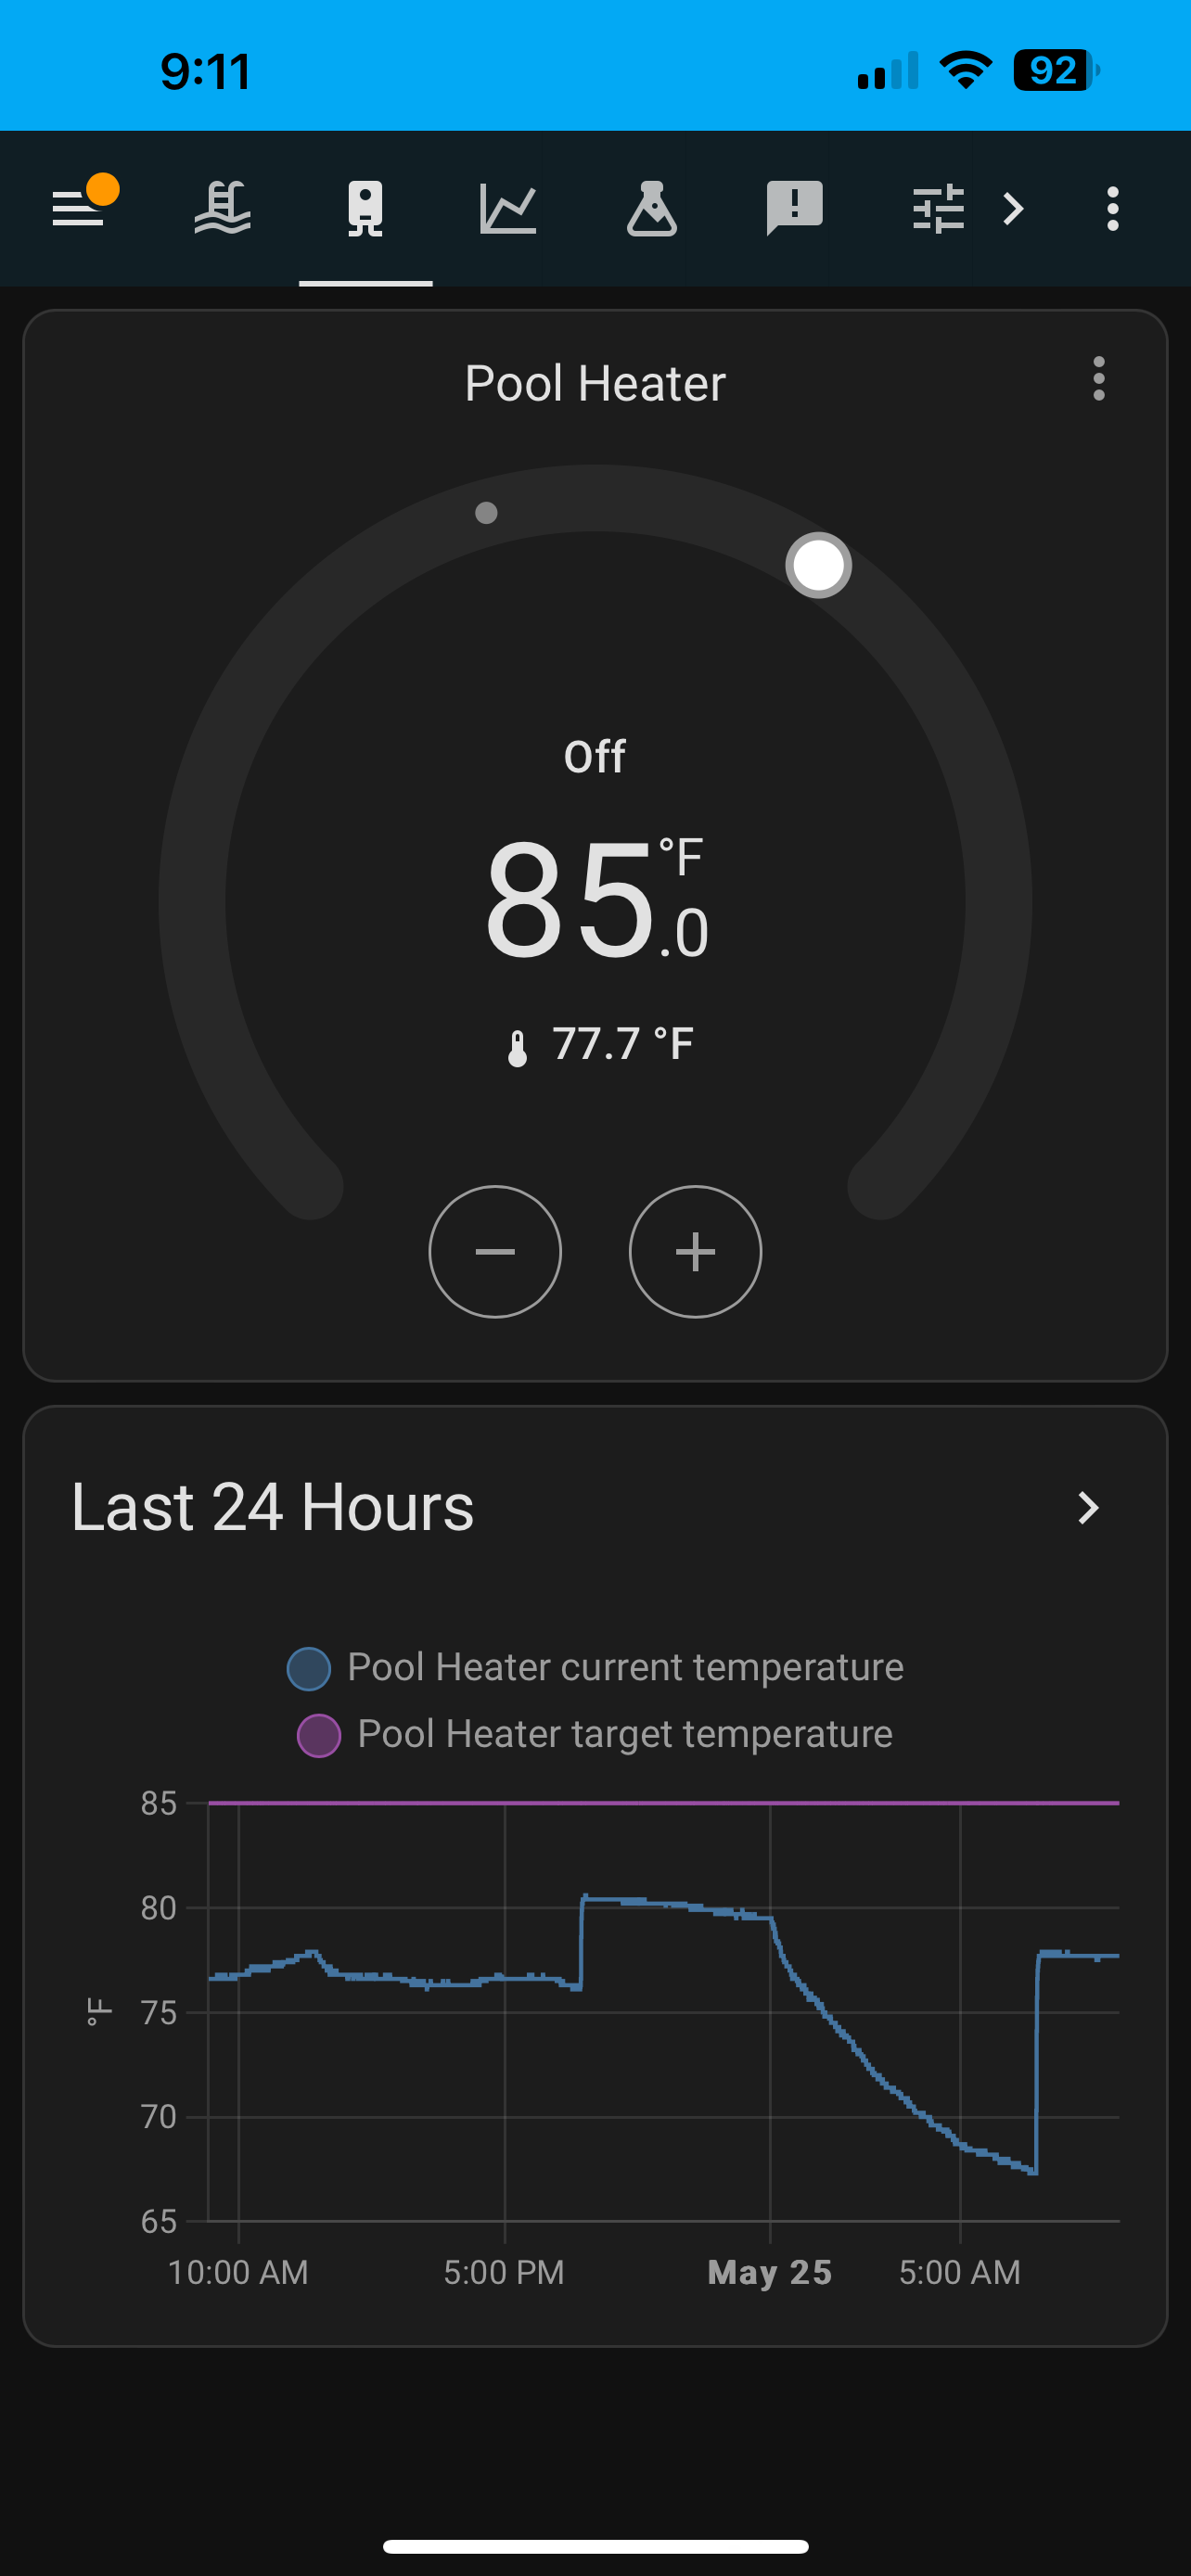 9:11
92
Pool Heater
Off
85.0 °F
77.7 °F
Last 24 Hours
Pool Heater current temperature
Pool Heater target temperature
85
80
75
70
65
°F
10:00 AM 5:00 PM May 25 5:00 AM